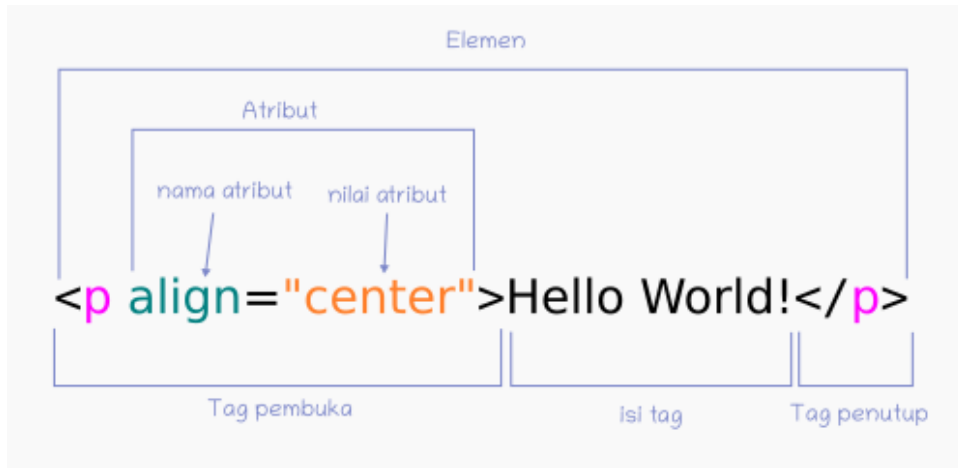 Elemen
Atribut
nama atribut
nilai atribut
<p align="center">Hello World!</p>
Tag pembuka
isi tag
Tag penutup